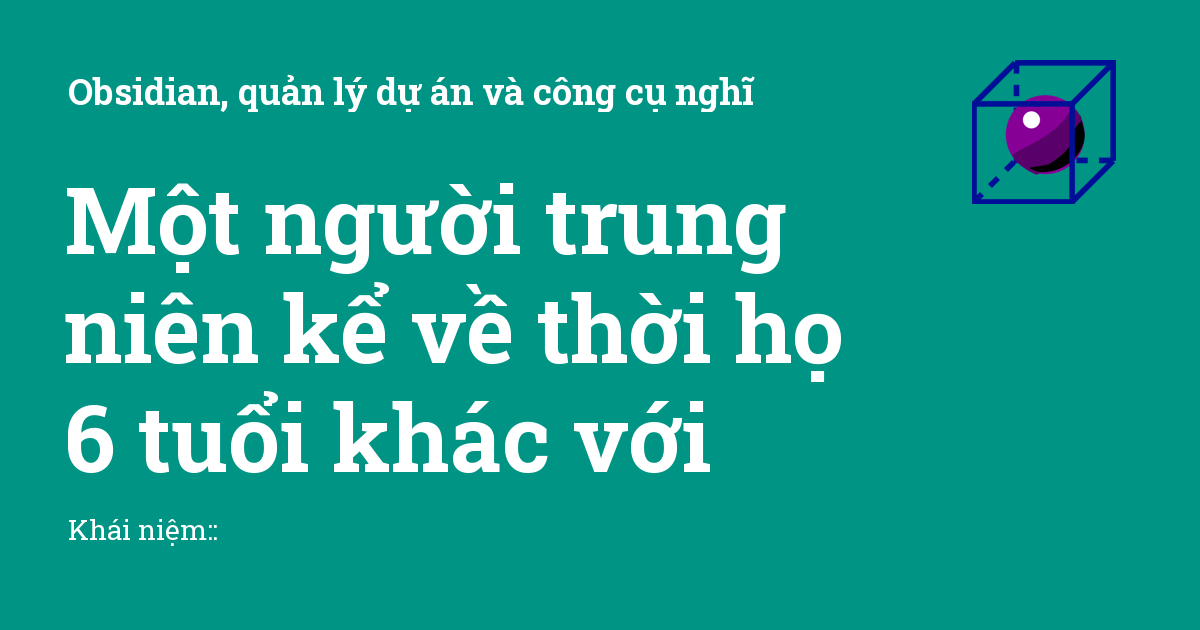 Obsidian, quản lý dự án và công cụ nghĩ
Một người trung
niên kể về thời họ
6 tuổi khác với
Khái niệm::